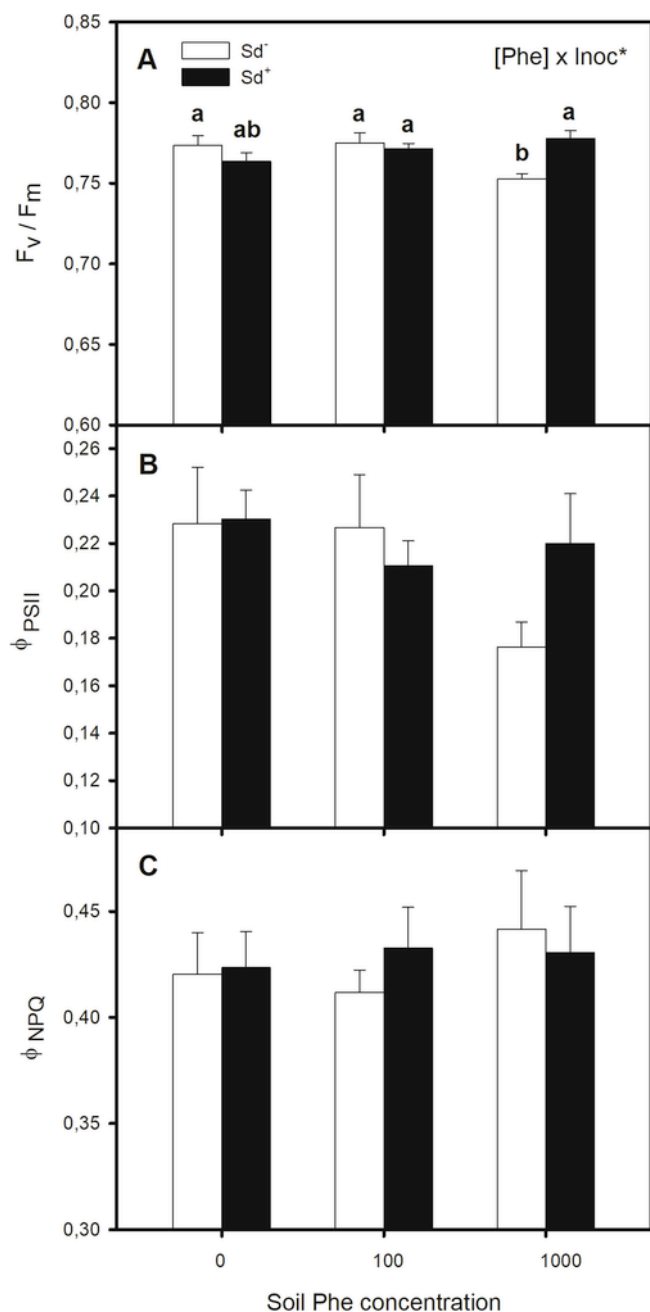 0,85
A
Sd-
Sd+
[Phe] x Inoc*
0,80
a
ab
a
a
b
a
0,75
0,70
0,65
0,60
Fv / Fm
B
0,26
0,24
0,22
0,20
0,18
0,16
0,14
0,12
0,10
ϕPSII
C
0,45
0,40
0,35
0,30
ϕNPQ
0 100 1000
Soil Phe concentration